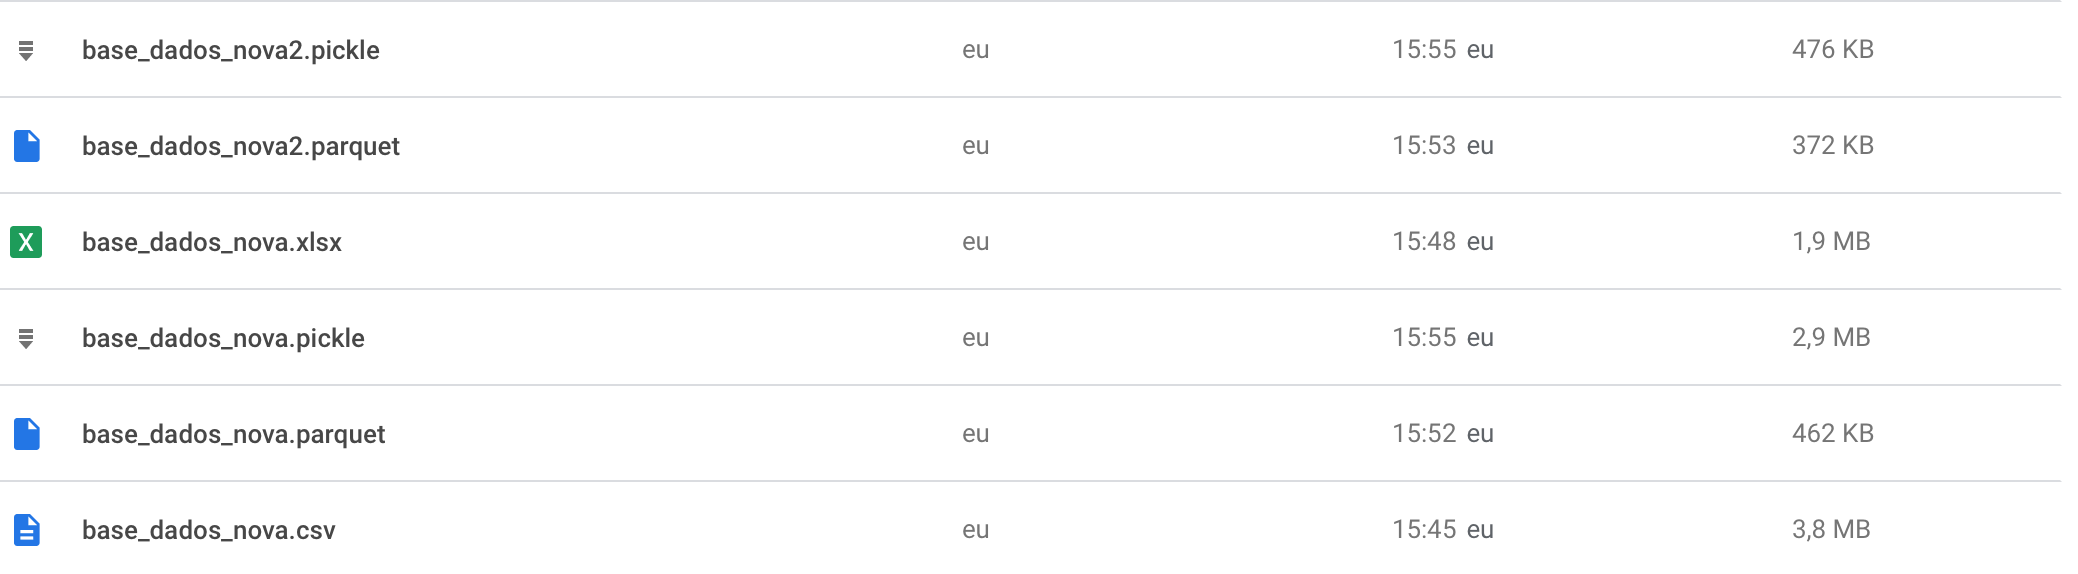 base_dados_nova2.pickle eu 15:55 eu 476 KB
base_dados_nova2.parquet eu 15:53 eu 372 KB
X base_dados_nova.xlsx eu 15:48 eu 1,9 MB
base_dados_nova.pickle eu 15:55 eu 2,9 MB
base_dados_nova.parquet eu 15:52 eu 462 KB
base_dados_nova.csv eu 15:45 eu 3,8 MB